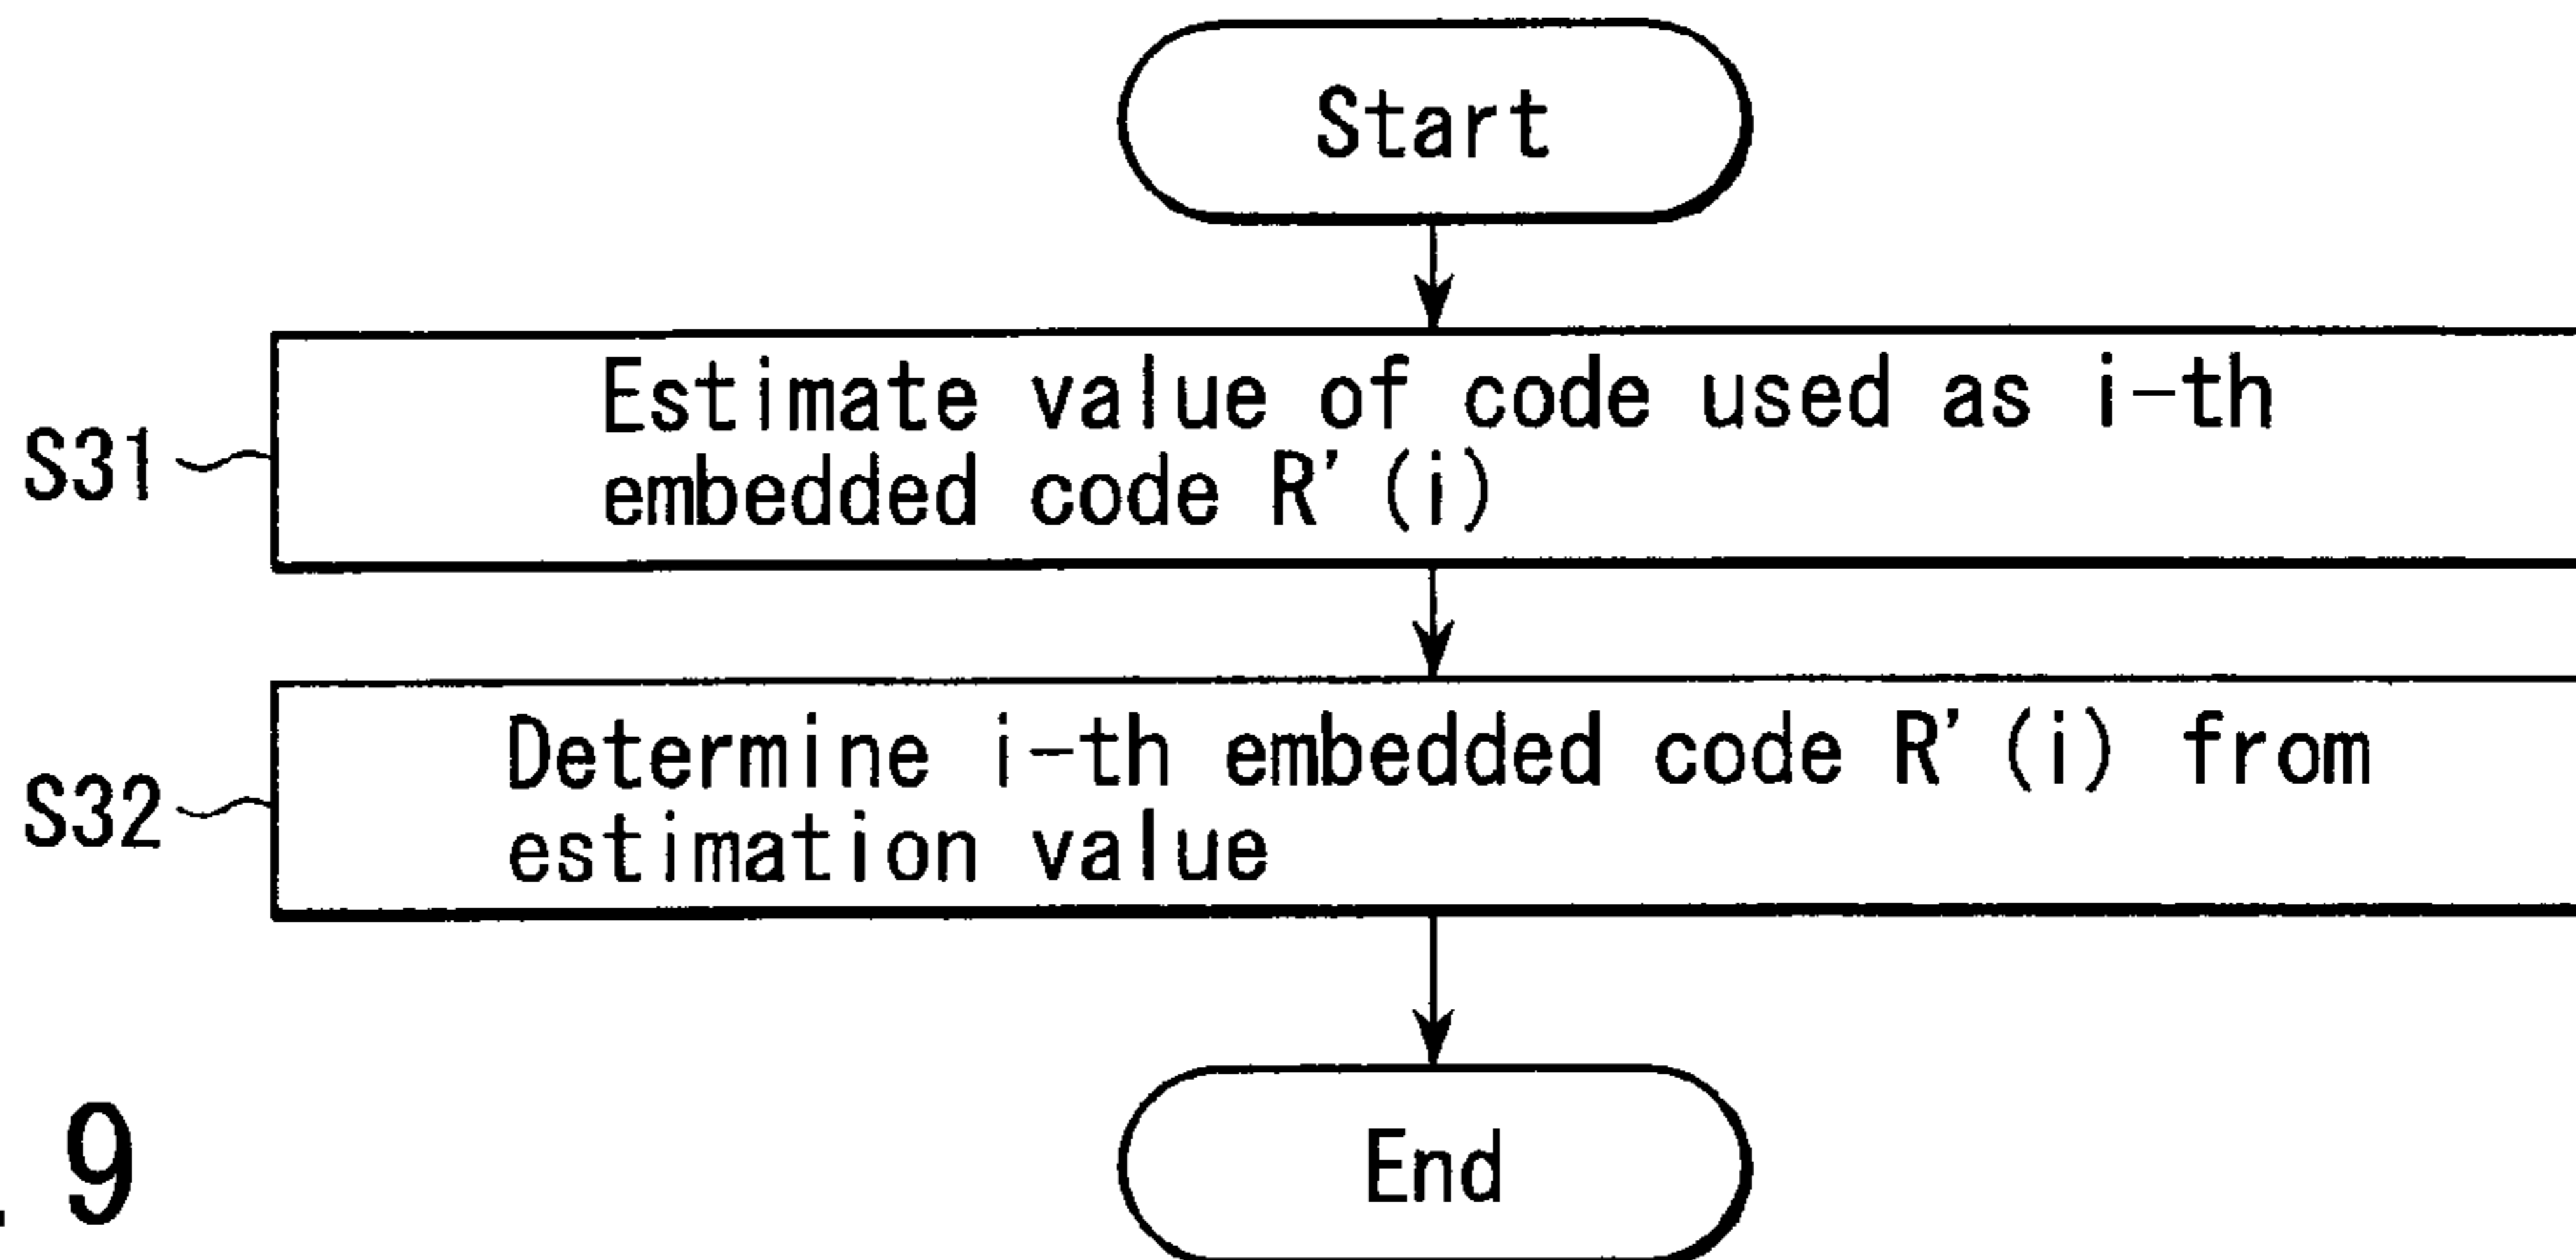 Start
S31
Estimate value of code used as i-th
embedded code R'(i)
S32
Determine i-th embedded code R'(i) from
estimation value
End
. 9